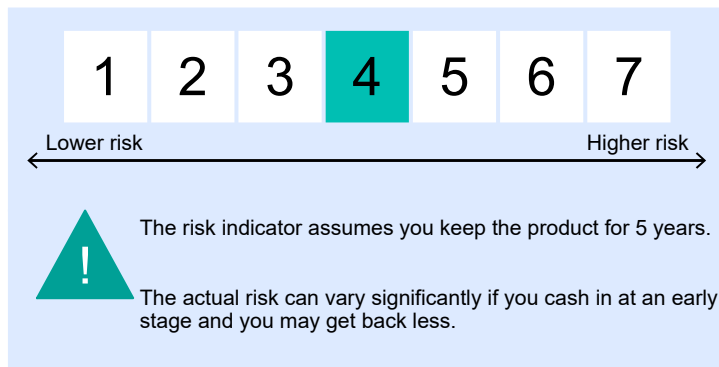 1 2 3 4 5 6 7
Lower risk Higher risk
!
The risk indicator assumes you keep the product for 5 years.
The actual risk can vary significantly if you cash in at an early
stage and you may get back less.